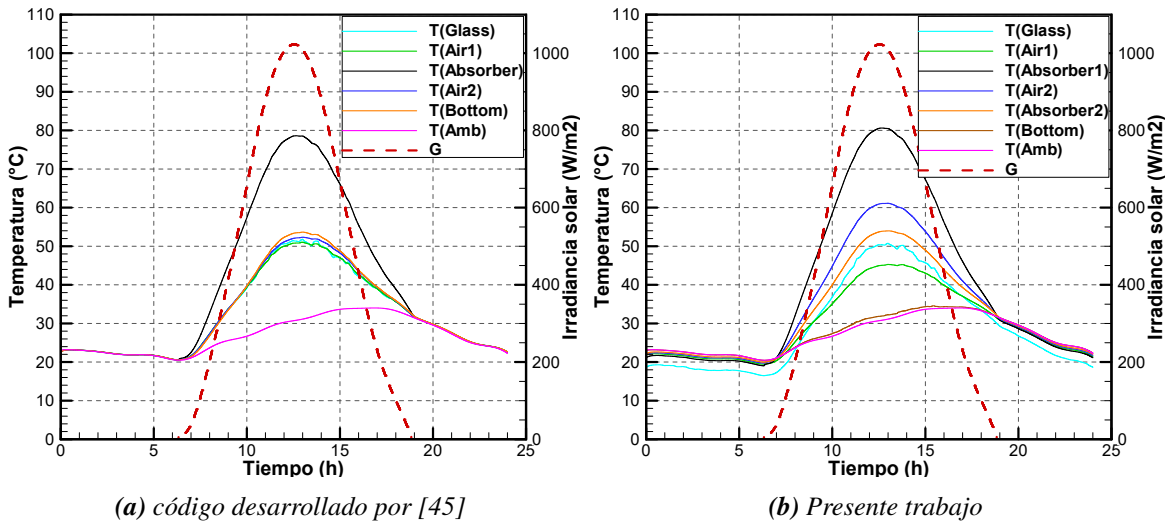 110
100
90
80
70
60
50
40
30
20
10
0
Temperatura (°C)
0
5
10
15
20
25
Tiempo (h)
1000
800
600
400
200
0
Irradiancia solar (W/m2)
T(Glass)
T(Air1)
T(Absorber)
T(Air2)
T(Bottom)
T(Amb)
G
(a) código desarrollado por [45]
110
100
90
80
70
60
50
40
30
20
10
0
Temperatura (°C)
0
5
10
15
20
25
Tiempo (h)
1000
800
600
400
200
0
Irradiancia solar (W/m2)
T(Glass)
T(Air1)
T(Absorber1)
T(Air2)
T(Absorber2)
T(Bottom)
T(Amb)
G
(b) Presente trabajo